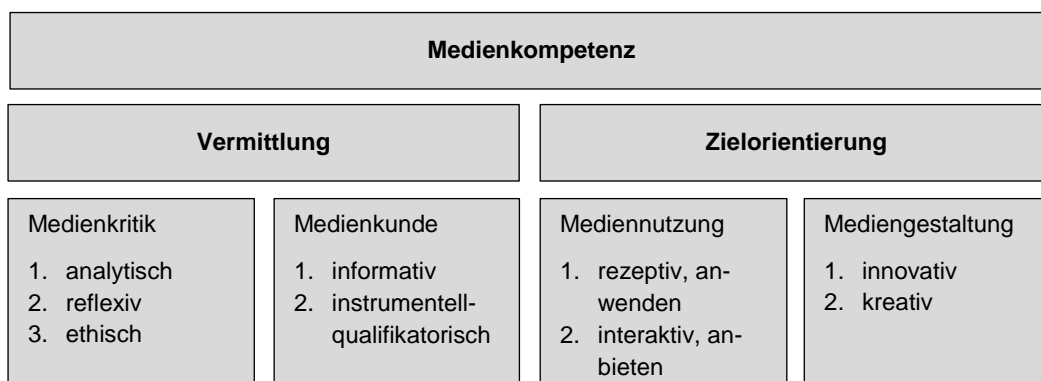 Medienkompetenz
Vermittlung
Zielorientierung
Medienkritik
1. analytisch
2. reflexiv
3. ethisch
Medienkunde
1. informativ
2. instrumentell-
qualifikatorisch
Mediennutzung
1. rezeptiv, an-
wenden
2. interaktiv, an-
bieten
Mediengestaltung
1. innovativ
2. kreativ